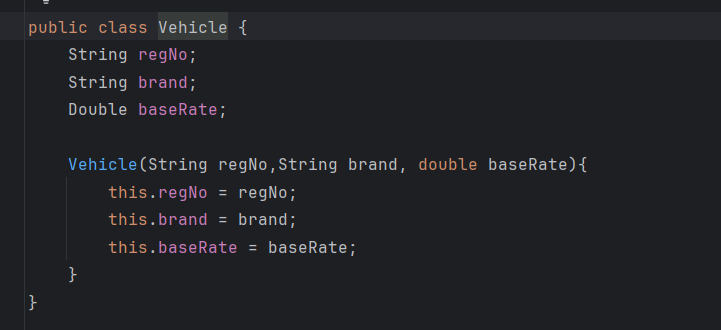 public class Vehicle {
    String regNo;
    String brand;
    Double baseRate;

    Vehicle(String regNo,String brand, double baseRate){
        this.regNo = regNo;
        this.brand = brand;
        this.baseRate = baseRate;
    }
}